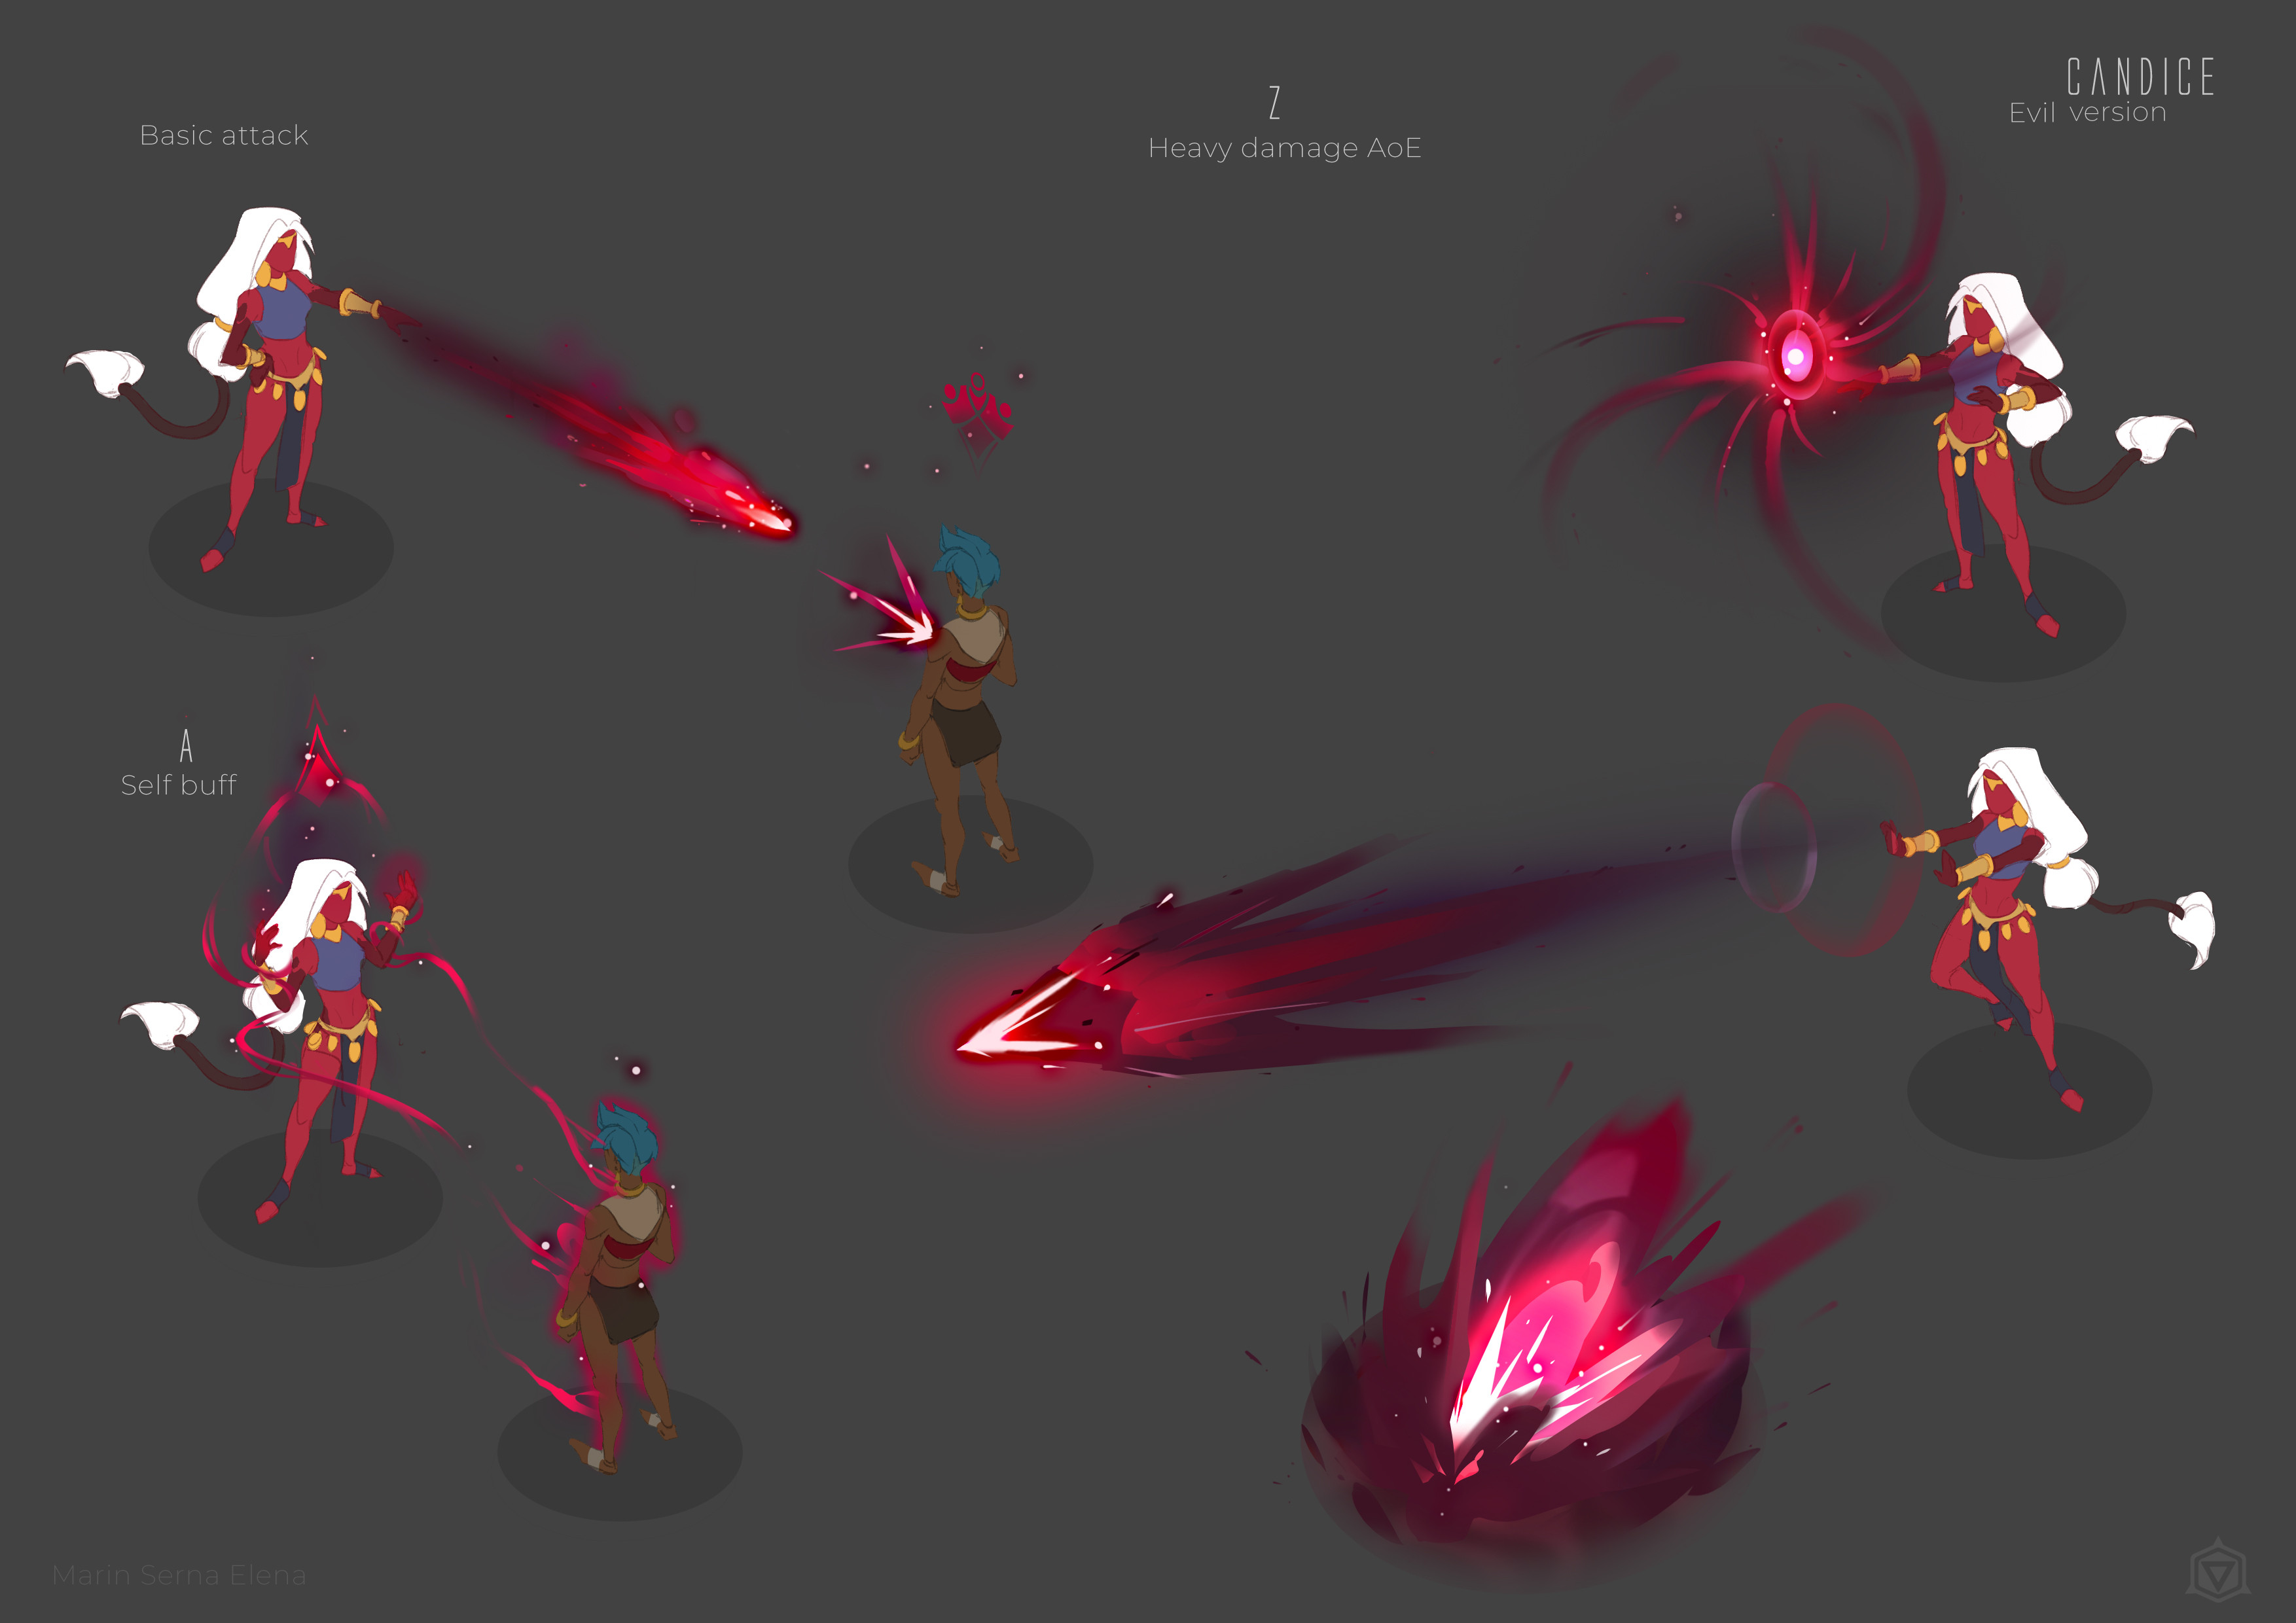 CANDICE
Evil version
Basic attack
Z
Heavy damage AoE
A
Self buff
Marin Serna Elena